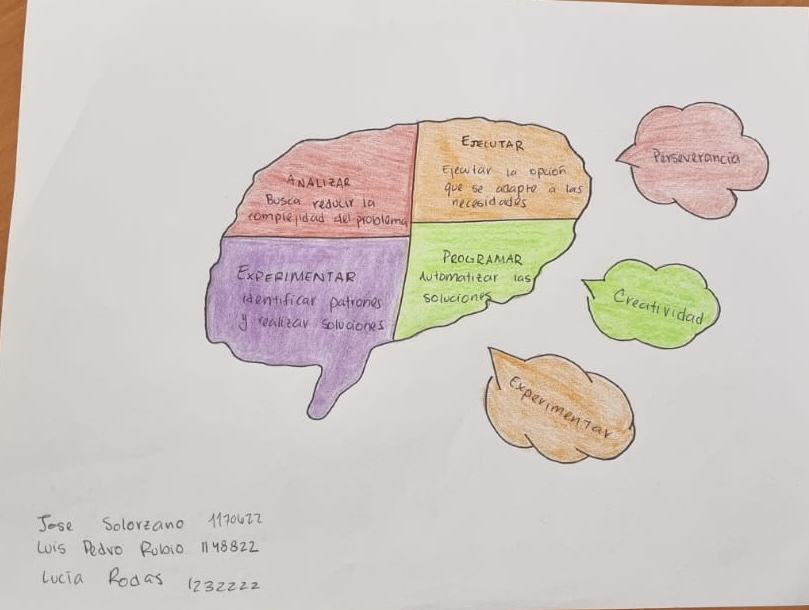 EJECUTAR
Ejecutar la opción
que se adapte a las
necesidades
Perseverancia
ANALIZAR
Busca reducir la
complejidad del problema
PROGRAMAR
Automatizar las
soluciones
EXPERIMENTAR
identificar patrones
y realizar soluciones
Creatividad
Experimentar
Jose Solorzano 1170622
Luis Pedro Rubio 1148822
Lucia Rodas 1232222